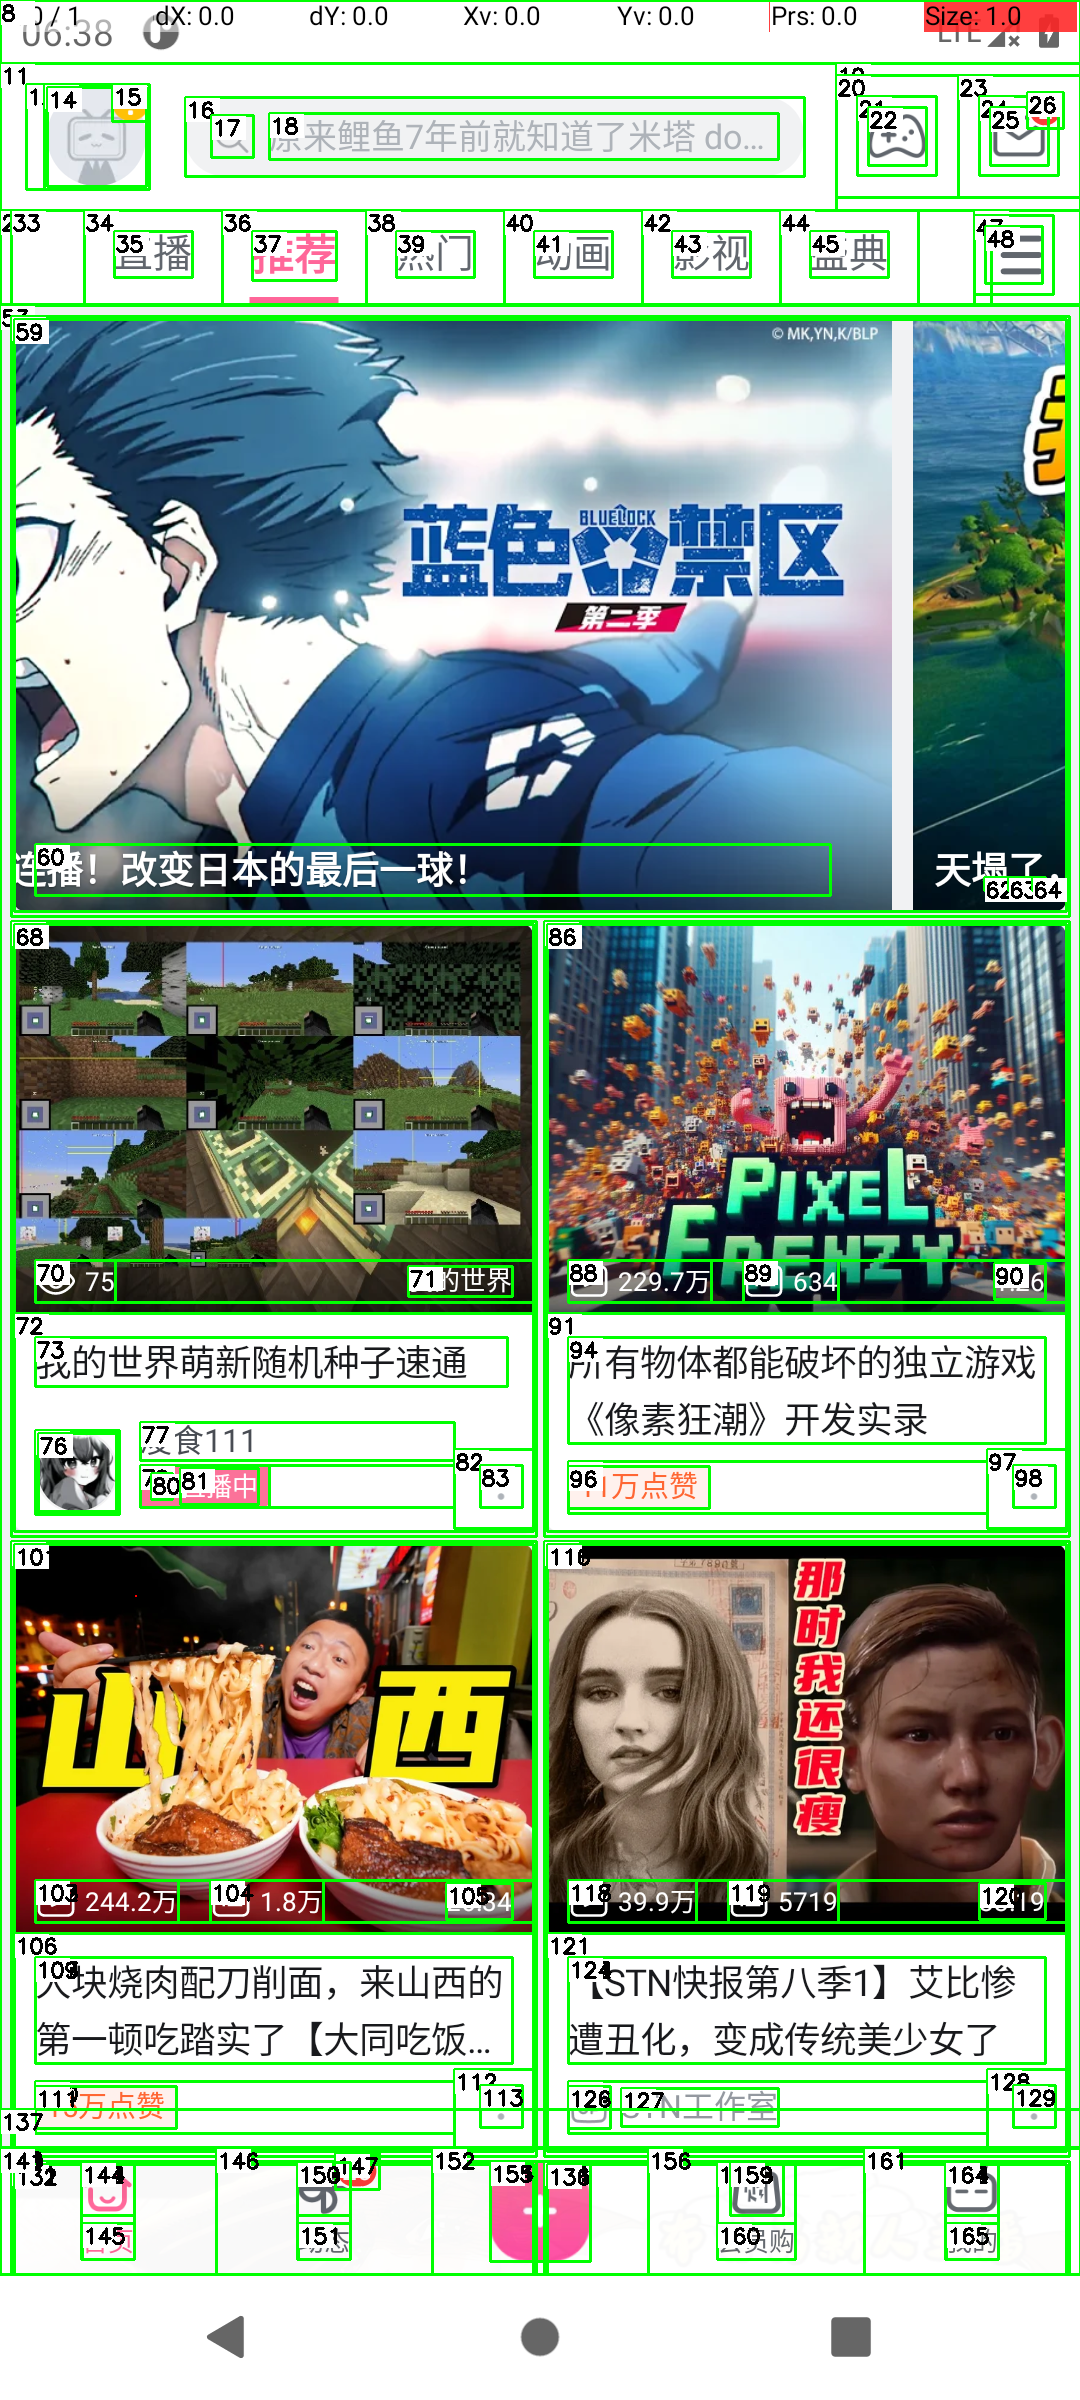 0 / 1 dX: 0.0 dY: 0.0 Xv: 0.0 Yv: 0.0 Prs: 0.0 Size: 1.0
06:38 LTE
原来鲤鱼7年前就知道了米塔 do...
直播 推荐 热门 动画 影视 盛典
© MK,YN,K/BLP
蓝色禁区
BLUELOCK
第二季
连播！改变日本的最后一球！
天塌了
75
的世界
PIXEL
FRENZY
229.7万 634
我的世界萌新随机种子速通
食111
直播中
所有物体都能破坏的独立游戏
《像素狂潮》开发实录
万点赞
山西
244.2万 1.8万
那时我还很瘦
39.9万 5719
大块烧肉配刀削面，来山西的
第一顿吃踏实了【大同吃饭...
万点赞
【STN快报第八季1】艾比惨
遭丑化，变成传统美少女了
STN工作室
首页 动态 会员购 我的